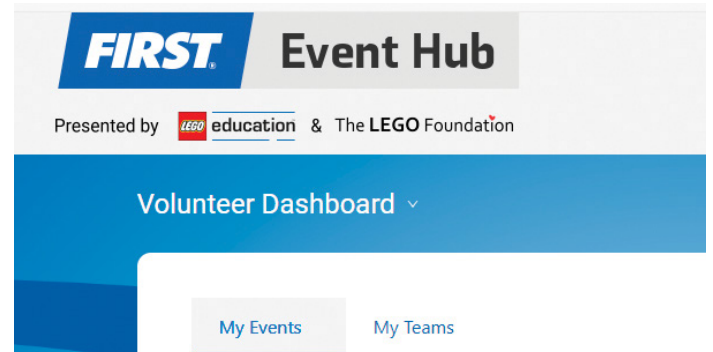 FIRST® Event Hub
Presented by LEGO education & The LEGO Foundation
Volunteer Dashboard
My Events My Teams